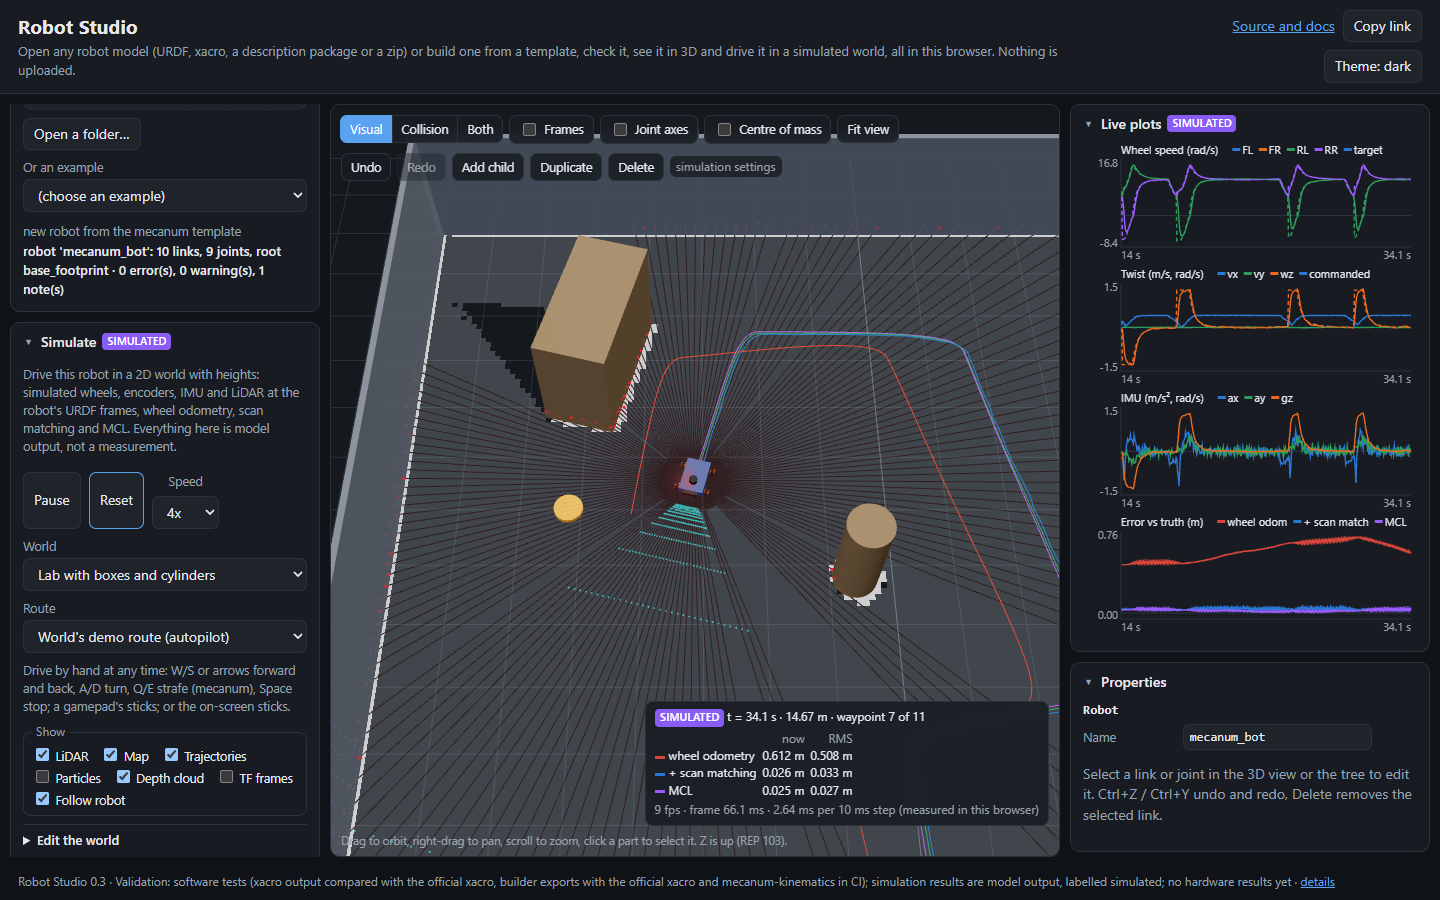 Robot Studio
Open any robot model (URDF, xacro, a description package or a zip) or build one from a template, check it, see it in 3D and drive it in a simulated world, all in this browser. Nothing is
uploaded.
Source and docs
Copy link
Theme: dark
Open a folder...
Or an example
(choose an example)
new robot from the mecanum template
robot 'mecanum_bot': 10 links, 9 joints, root
base_footprint · 0 error(s), 0 warning(s), 1
note(s)
Simulate SIMULATED
Drive this robot in a 2D world with heights:
simulated wheels, encoders, IMU and LiDAR at the
robot's URDF frames, wheel odometry, scan
matching and MCL. Everything here is model
output, not a measurement.
Pause
Reset
Speed
4x
World
Lab with boxes and cylinders
Route
World's demo route (autopilot)
Drive by hand at any time: W/S or arrows forward
and back, A/D turn, Q/E strafe (mecanum), Space
stop; a gamepad's sticks; or the on-screen sticks.
Show
LiDAR Map Trajectories
Particles Depth cloud TF frames
Follow robot
Edit the world
Visual Collision Both Frames Joint axes Centre of mass Fit view
Undo Redo Add child Duplicate Delete simulation settings
SIMULATED t = 34.1 s · 14.67 m · waypoint 7 of 11
now RMS
wheel odometry 0.612 m 0.508 m
+ scan matching 0.026 m 0.033 m
MCL 0.025 m 0.027 m
9 fps · frame 66.1 ms · 2.64 ms per 10 ms step (measured in this browser)
Drag to orbit, right-drag to pan, scroll to zoom, click a part to select it. Z is up (REP 103).
Live plots SIMULATED
Wheel speed (rad/s) FL FR RL RR target
16.8
-8.4
14 s 34.1 s
Twist (m/s, rad/s) vx vy wz commanded
1.5
-1.5
14 s 34.1 s
IMU (m/s², rad/s) ax ay gz
1.5
-1.5
14 s 34.1 s
Error vs truth (m) wheel odom + scan match MCL
0.76
0.00
14 s 34.1 s
Properties
Robot
Name mecanum_bot
Select a link or joint in the 3D view or the tree to edit
it. Ctrl+Z / Ctrl+Y undo and redo, Delete removes the
selected link.
Robot Studio 0.3 · Validation: software tests (xacro output compared with the official xacro, builder exports with the official xacro and mecanum-kinematics in CI); simulation results are model output, labelled simulated; no hardware results yet · details